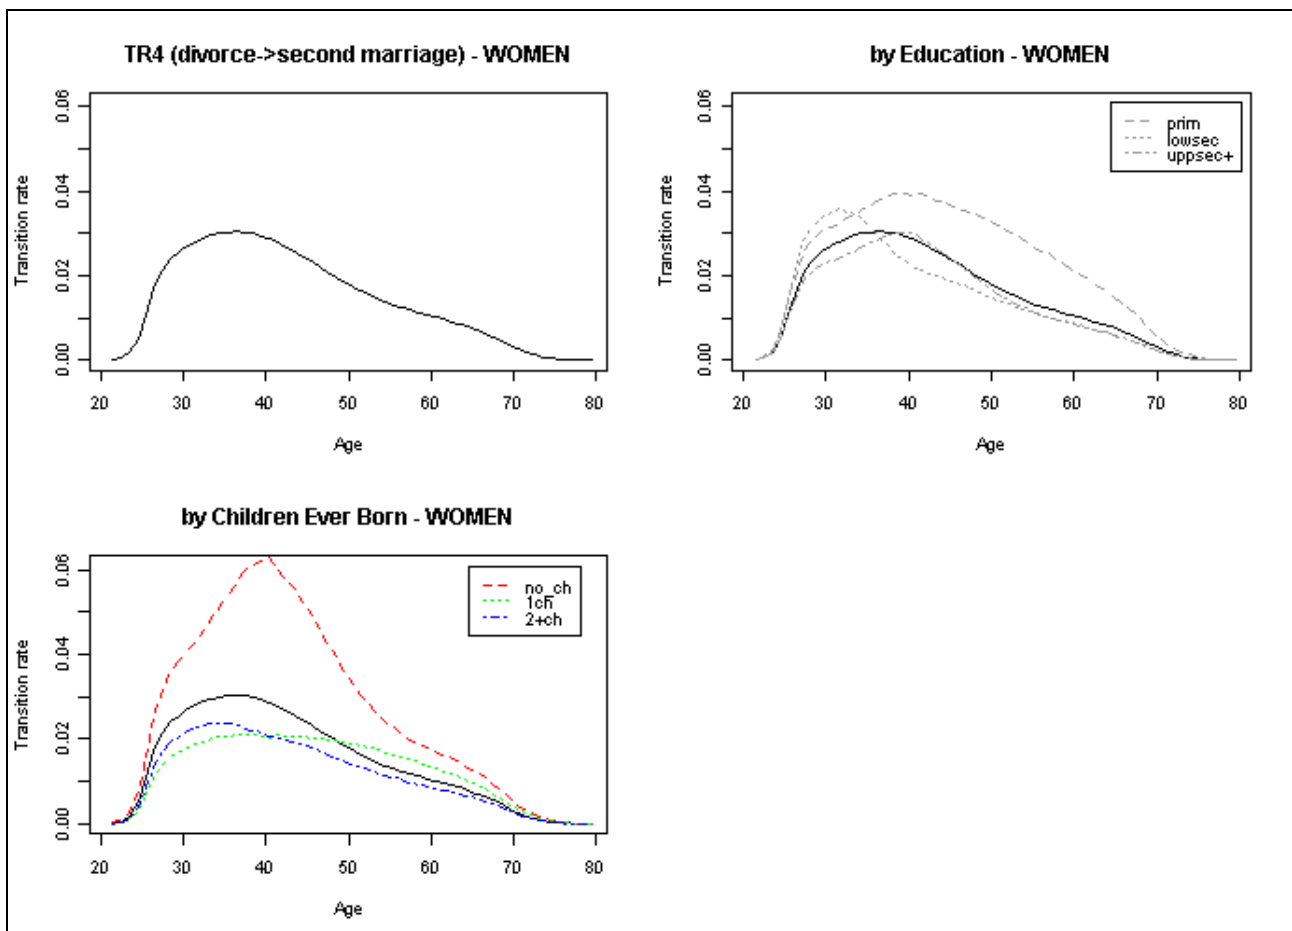 TR4 (divorce->second marriage) - WOMEN
Transition rate
0.00 0.02 0.04 0.06
20 30 40 50 60 70 80
Age
by Education - WOMEN
prim
lowsec
uppsec+
Transition rate
0.00 0.02 0.04 0.06
20 30 40 50 60 70 80
Age
by Children Ever Born - WOMEN
no_ch
1ch
2+ch
Transition rate
0.00 0.02 0.04 0.06
20 30 40 50 60 70 80
Age